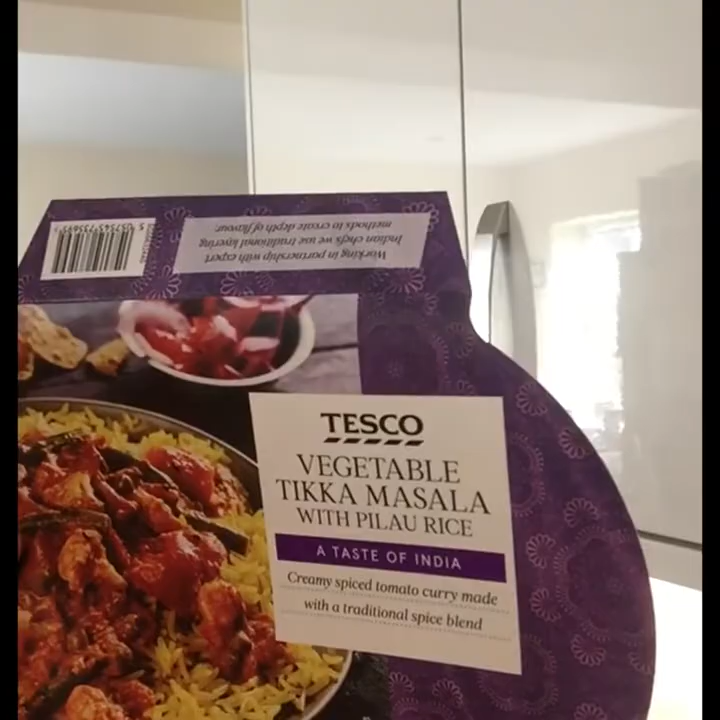 Working in partnership with expert
Indian chefs we use traditional layering
methods to create depth of flavour.
TESCO
VEGETABLE
TIKKA MASALA
WITH PILAU RICE
A TASTE OF INDIA
Creamy spiced tomato curry made
with a traditional spice blend